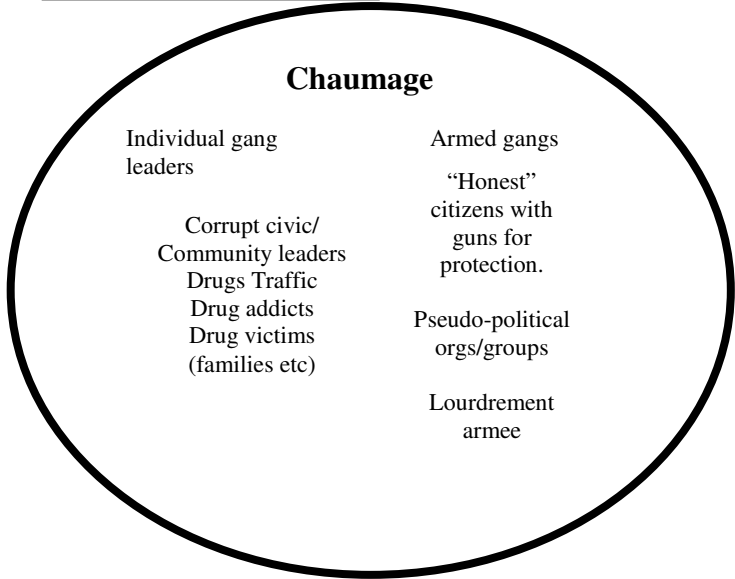 Chaumage
Individual gang
leaders
Corrupt civic/
Community leaders
Drugs Traffic
Drug addicts
Drug victims
(families etc)
Armed gangs
“Honest”
citizens with
guns for
protection.
Pseudo-political
orgs/groups
Lourdrement
armee